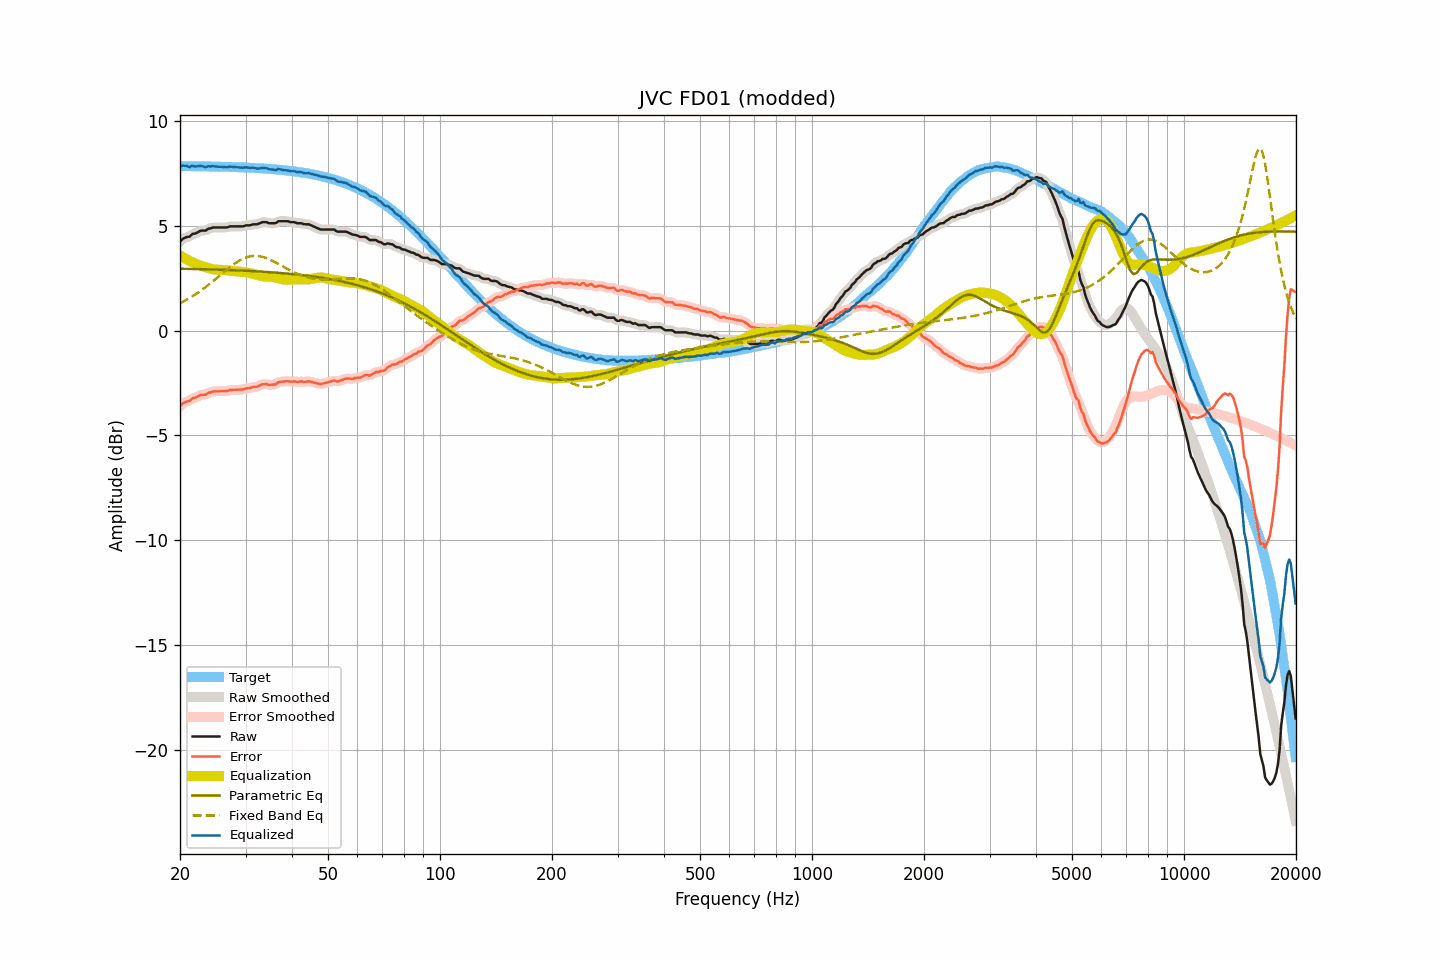 JVC FD01 (modded)
10
5
0
−5
−10
−15
−20
Amplitude (dBr)
Target
Raw Smoothed
Error Smoothed
Raw
Error
Equalization
Parametric Eq
Fixed Band Eq
Equalized
20 50 100 200 500 1000 2000 5000 10000 20000
Frequency (Hz)